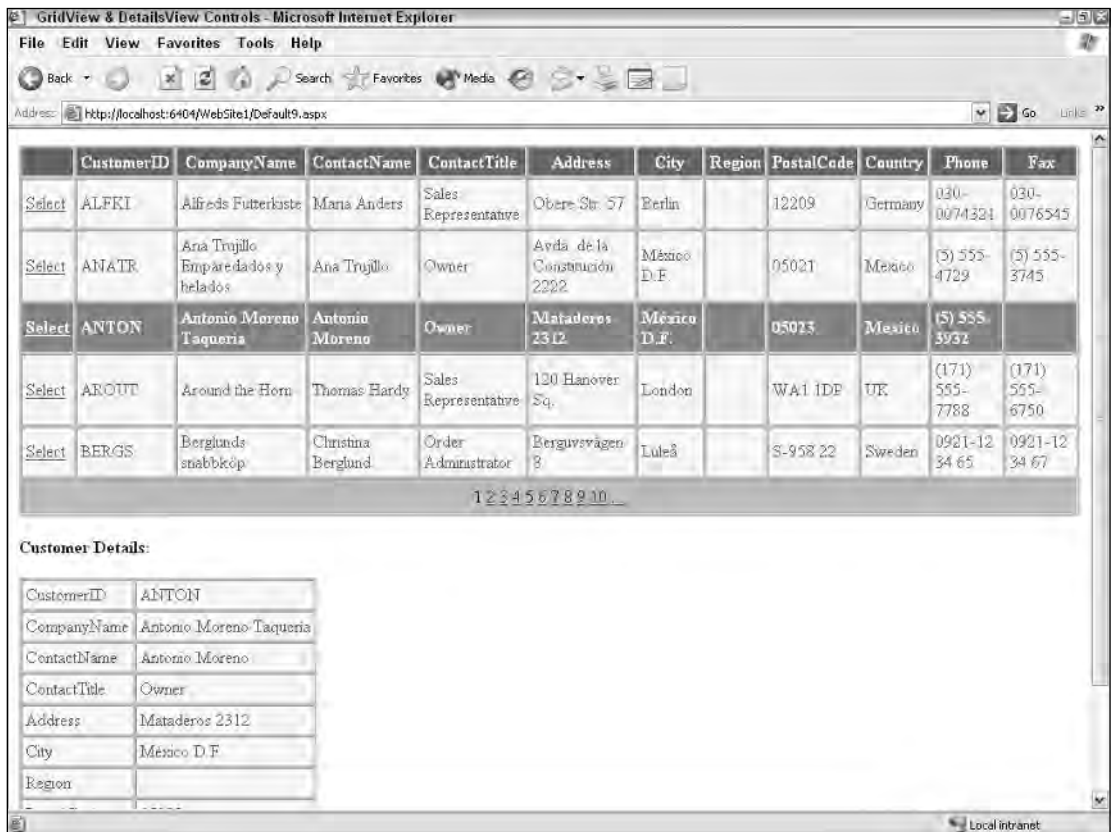 GridView & DetailsView Controls - Microsoft Internet Explorer
File Edit View Favorites Tools Help
Back Search Favorites Media
Address http://localhost:6404/WebSite1/Default9.aspx Go Links »
CustomerID CompanyName ContactName ContactTitle Address City Region PostalCode Country Phone Fax
Select ALFKI Alfreds Futterkiste Maria Anders Sales Representative Obere Str. 57 Berlin 12209 Germany 030-0074321 030-0076545
Select ANATR Ana Trujillo Emparedados y helados Ana Trujillo Owner Avda. de la Constitución 2222 México D.F. 05021 Mexico (5) 555-4729 (5) 555-3745
Select ANTON Antonio Moreno Taquería Antonio Moreno Owner Mataderos 2312 México D.F. 05023 Mexico (5) 555-3932
Select AROUT Around the Horn Thomas Hardy Sales Representative 120 Hanover Sq. London WA1 1DP UK (171) 555-7788 (171) 555-6750
Select BERGS Berglunds snabbköp Christina Berglund Order Administrator Berguvsvägen 8 Luleå S-958 22 Sweden 0921-12 34 65 0921-12 34 67
1 2 3 4 5 6 7 8 9 10 ...
Customer Details:
CustomerID ANTON
CompanyName Antonio Moreno Taquería
ContactName Antonio Moreno
ContactTitle Owner
Address Mataderos 2312
City México D.F.
Region
Local intranet